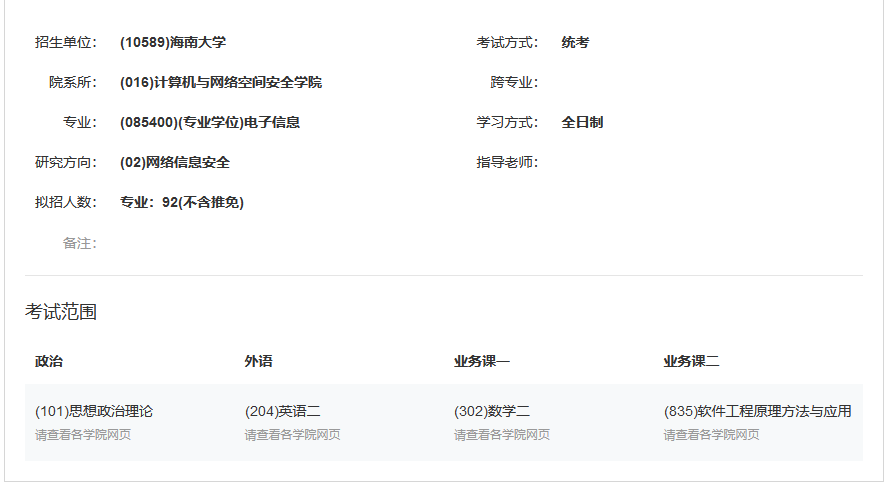 招生单位： (10589)海南大学 考试方式： 统考
院系所： (016)计算机与网络空间安全学院 跨专业：
专业： (085400)(专业学位)电子信息 学习方式： 全日制
研究方向： (02)网络信息安全 指导老师：
拟招人数： 专业：92(不含推免)
备注：
考试范围
政治 外语 业务课一 业务课二
(101)思想政治理论 (204)英语二 (302)数学二 (835)软件工程原理方法与应用
请查看各学院网页 请查看各学院网页 请查看各学院网页 请查看各学院网页